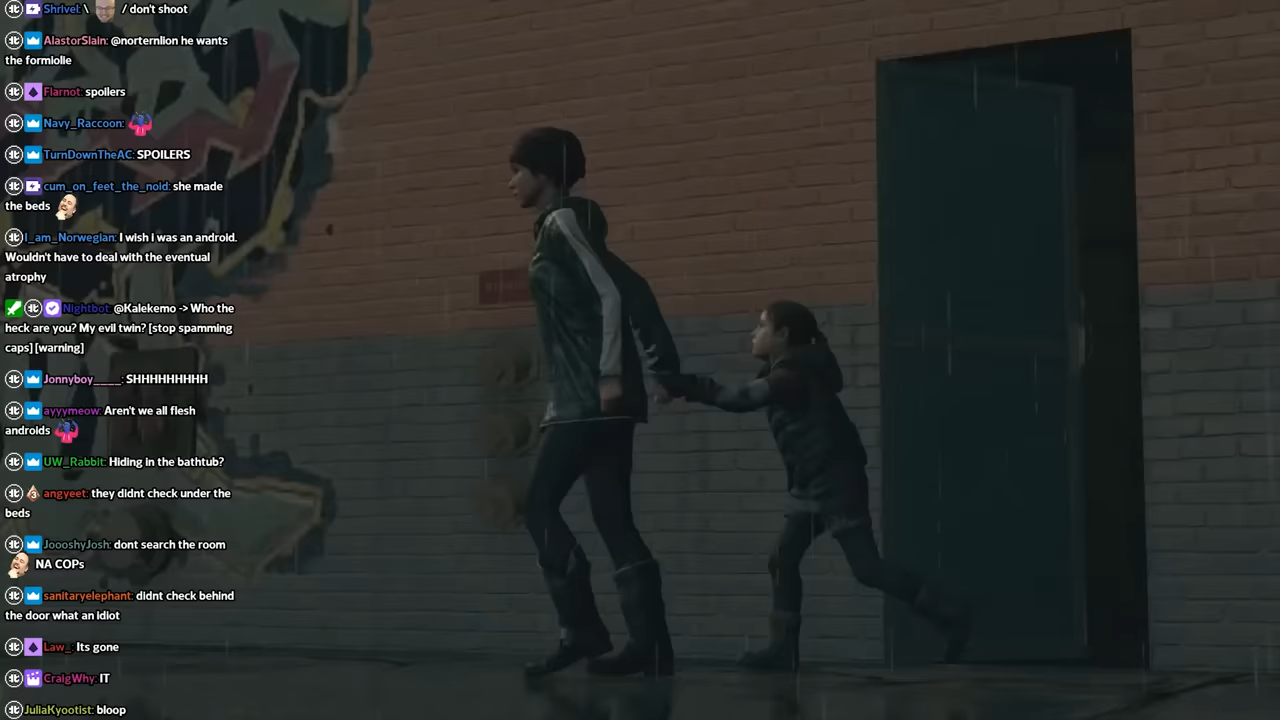 Shrivel: \ / don't shoot
AlastorSlain: @norternlion he wants
the formiolie
Flarnot: spoilers
Navy_Raccoon:
TurnDownTheAC: SPOILERS
cum_on_feet_the_nold: she made
the beds
I_am_Norwegian: I wish i was an android.
Wouldn't have to deal with the eventual
atrophy
Nightbot: @Kalekemo -> Who the
heck are you? My evil twin? [stop spamming
caps] [warning]
Jonnyboy____: SHHHHHHHHH
ayyymeow: Aren't we all flesh
androids
UW_Rabbit: Hiding in the bathtub?
angyeet: they didnt check under the
beds
JoooshyJosh: dont search the room
NA COPs
sanitaryelephant: didnt check behind
the door what an idiot
Law_: Its gone
CraigWhy: IT
JuliaKyootist: bloop